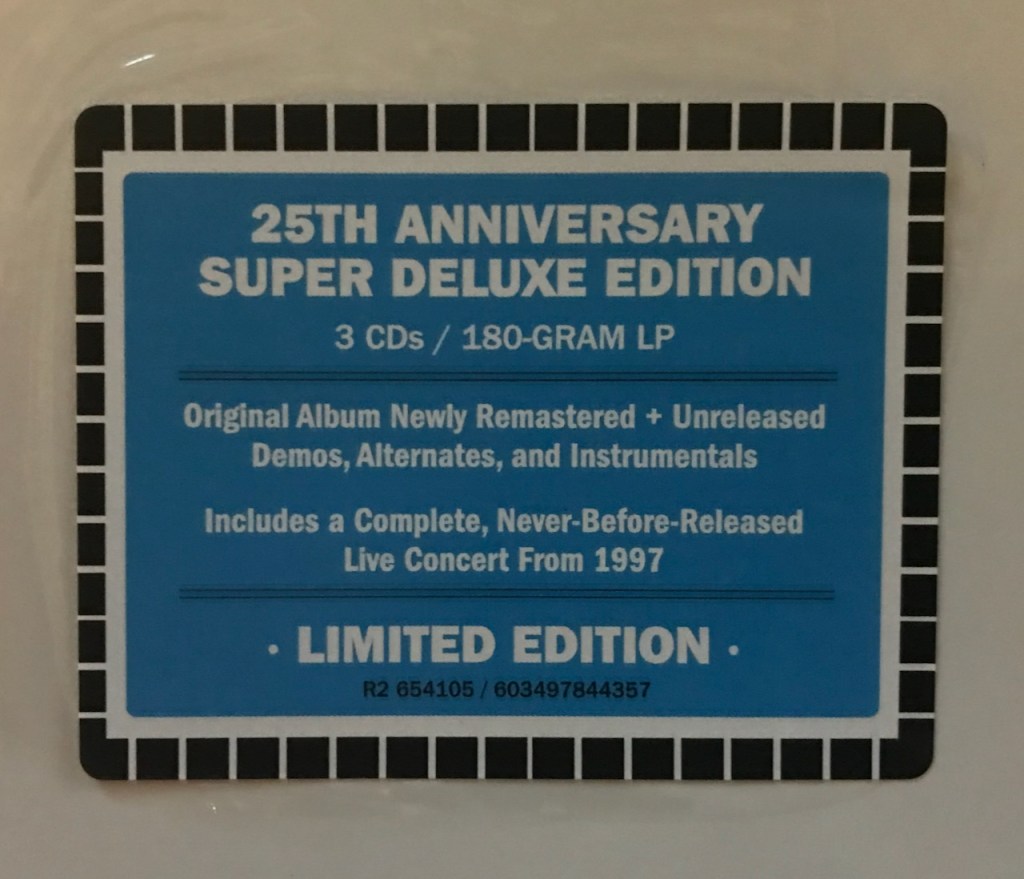 25TH ANNIVERSARY
SUPER DELUXE EDITION
3 CDs / 180-GRAM LP
Original Album Newly Remastered + Unreleased
Demos, Alternates, and Instrumentals
Includes a Complete, Never-Before-Released
Live Concert From 1997
· LIMITED EDITION ·
R2 654105 / 603497844357